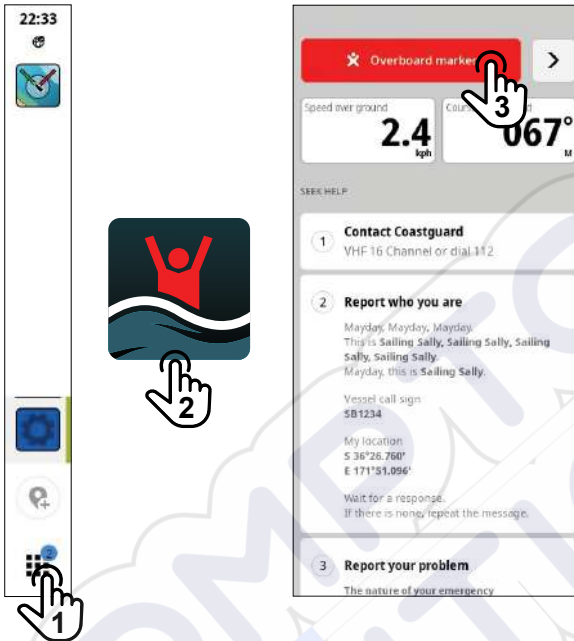 22:33
2
1
2
Overboard marker
3
Speed over ground
2.4
kph
067°
M
SEEK HELP
1
Contact Coastguard
VHF 16 Channel or dial 112
2
Report who you are
Mayday, Mayday, Mayday.
This is Sailing Sally, Sailing Sally, Sailing
Sally, Sailing Sally.
Mayday, this is Sailing Sally.
Vessel call sign
SB1234
My location
S 36°26.760'
E 171°51.096'
Wait for a response.
If there is none, repeat the message.
3
Report your problem
The nature of your emergency